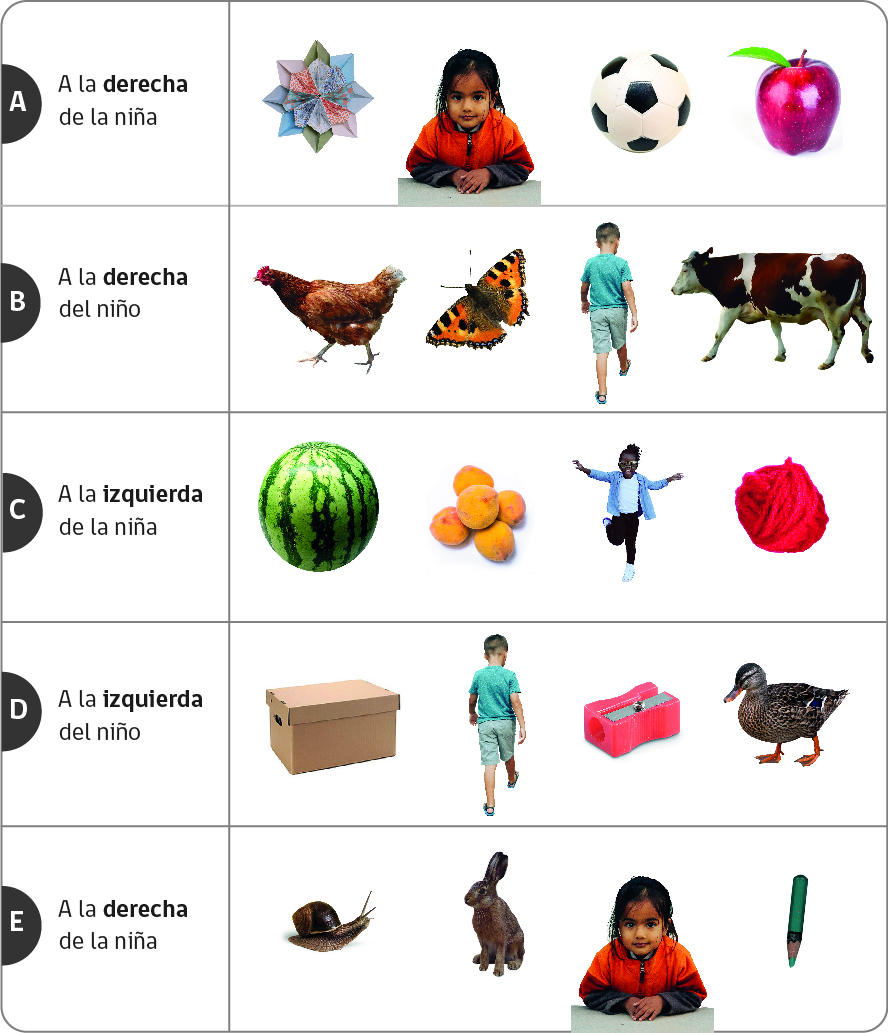 A
A la derecha
de la niña
B
A la derecha
del niño
C
A la izquierda
de la niña
D
A la izquierda
del niño
E
A la derecha
de la niña